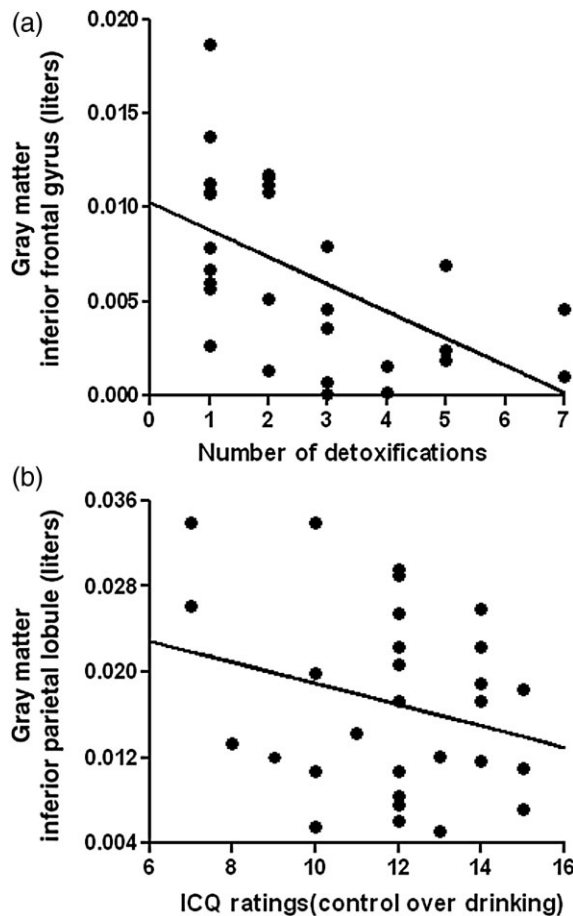 (a)
Gray matter
inferior frontal gyrus (liters)
0.020
0.015
0.010
0.005
0.000
0 1 2 3 4 5 6 7
Number of detoxifications
(b)
Gray matter
inferior parietal lobule (liters)
0.036
0.028
0.020
0.012
0.004
6 8 10 12 14 16
ICQ ratings(control over drinking)